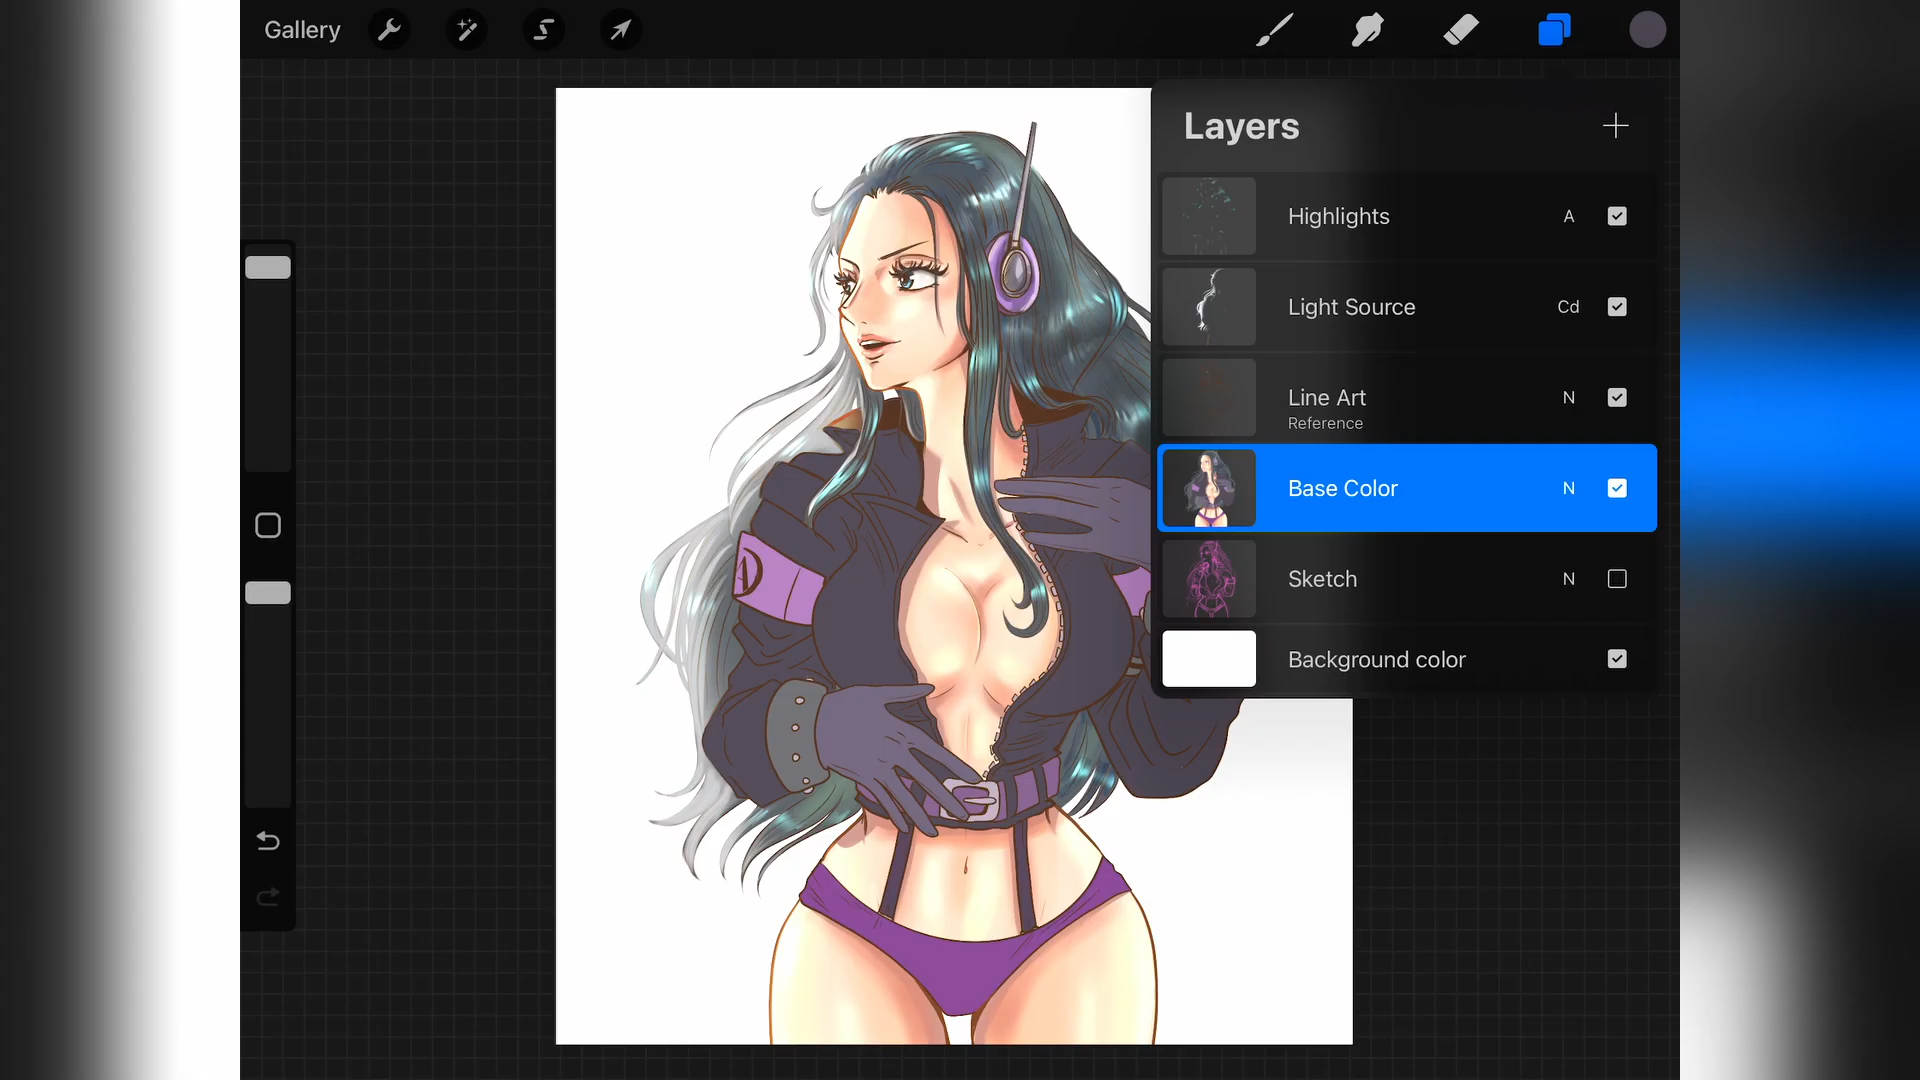 Gallery
Layers
Highlights A
Light Source Cd
Line Art N
Reference
Base Color N
Sketch N
Background color